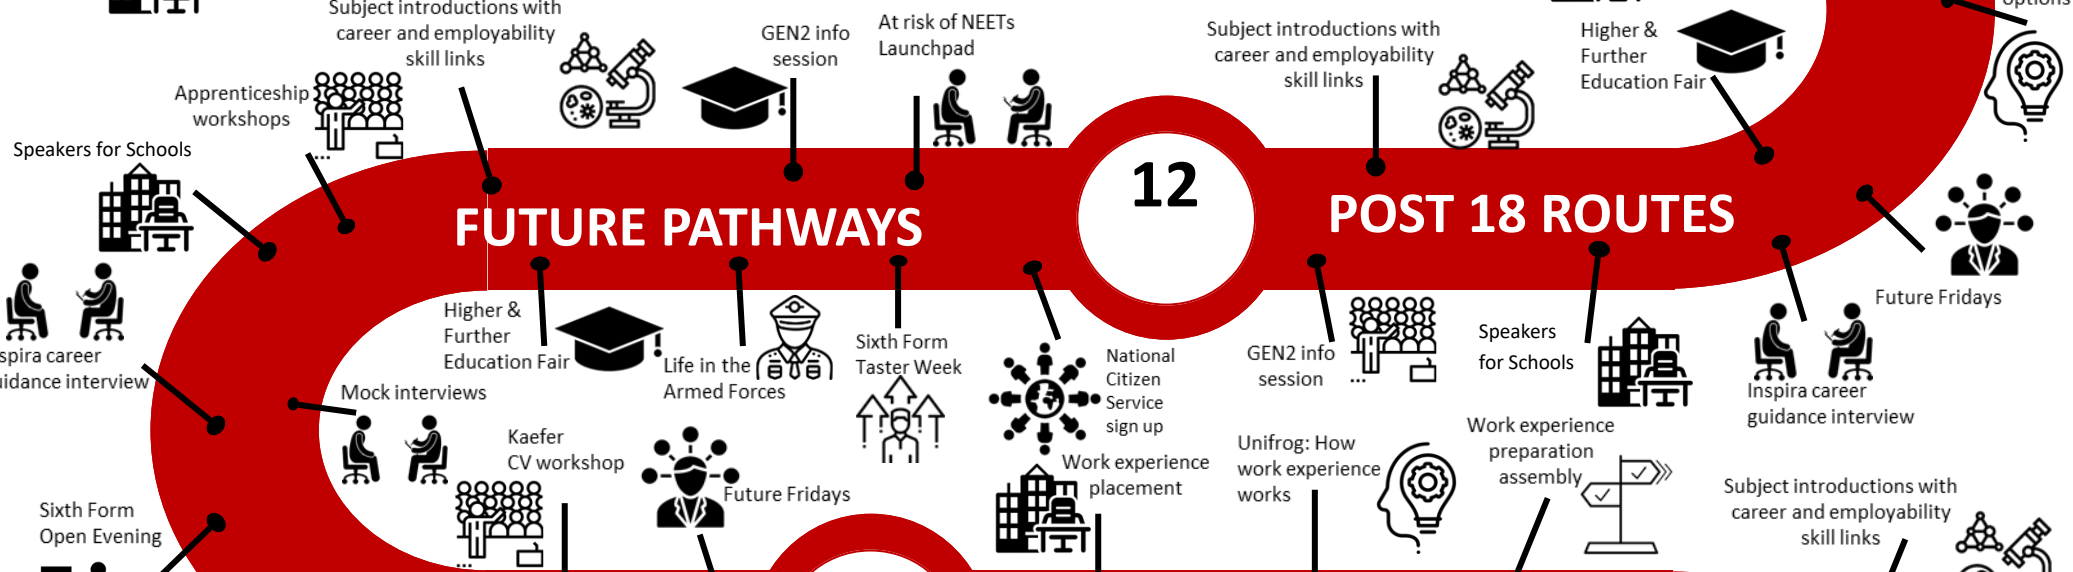 Subject introductions with
career and employability
skill links
GEN2 info
session
At risk of NEETs
Launchpad
Subject introductions with
career and employability
skill links
Higher &
Further
Education Fair
options
Apprenticeship
workshops
Speakers for Schools
12
FUTURE PATHWAYS
POST 18 ROUTES
spira career
uidance interview
Higher &
Further
Education Fair
Life in the
Armed Forces
Sixth Form
Taster Week
National
Citizen
Service
sign up
GEN2 info
session
Speakers
for Schools
Future Fridays
Inspira career
guidance interview
Mock interviews
Kaefer
CV workshop
Future Fridays
Work experience
placement
Unifrog: How
work experience
works
Work experience
preparation
assembly
Subject introductions with
career and employability
skill links
Sixth Form
Open Evening